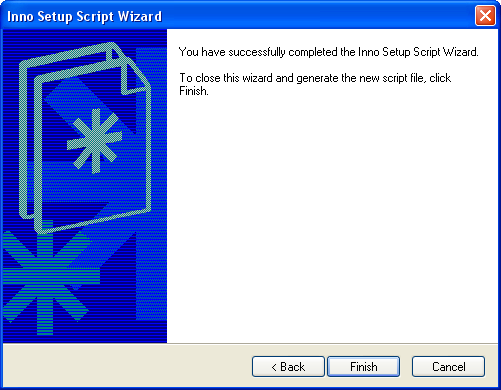 Inno Setup Script Wizard
You have successfully completed the Inno Setup Script Wizard.
To close this wizard and generate the new script file, click
Finish.
< Back
Finish
Cancel